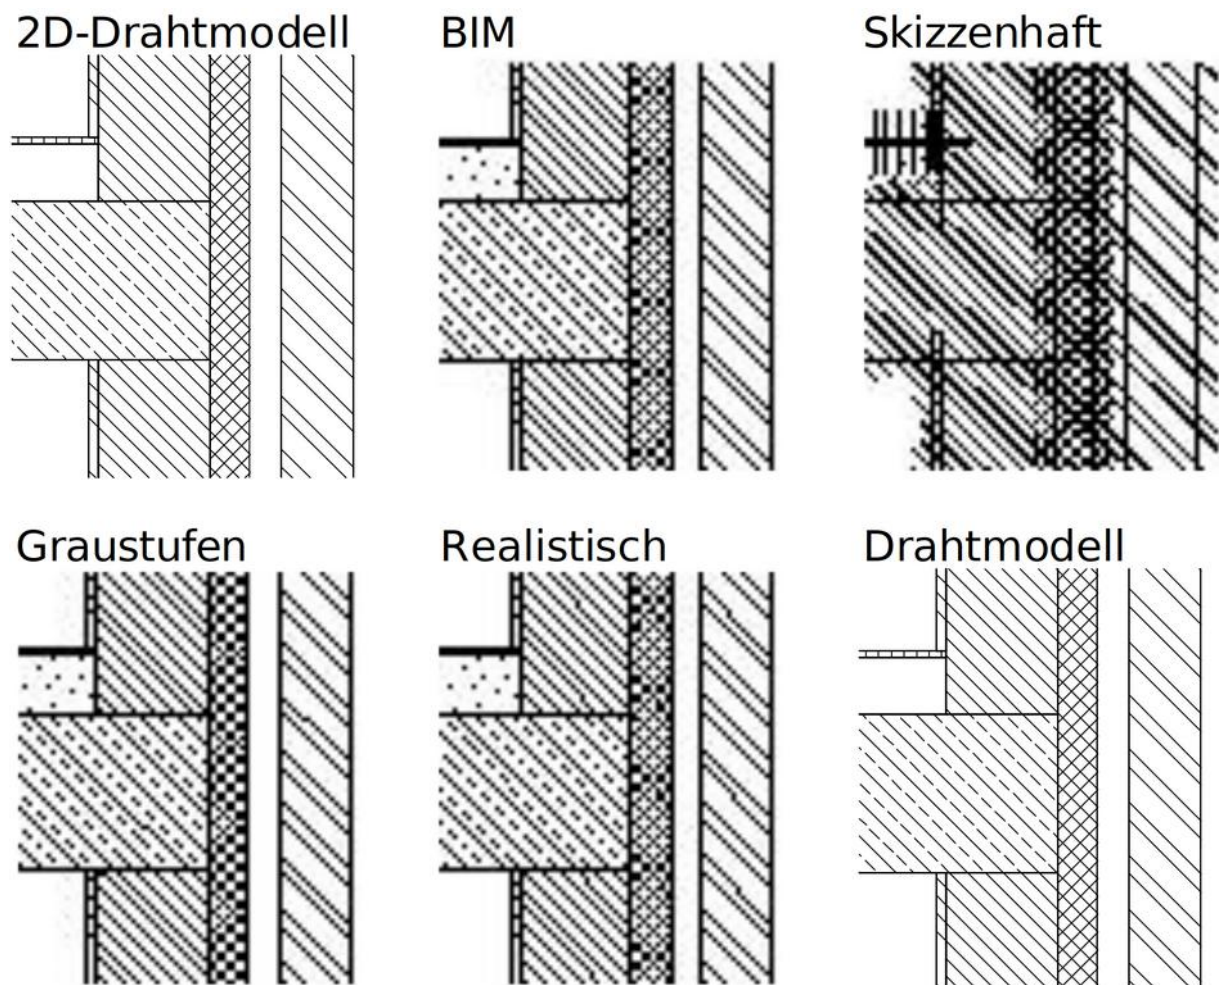 2D-Drahtmodell
BIM
Skizzenhaft
Graustufen
Realistisch
Drahtmodell